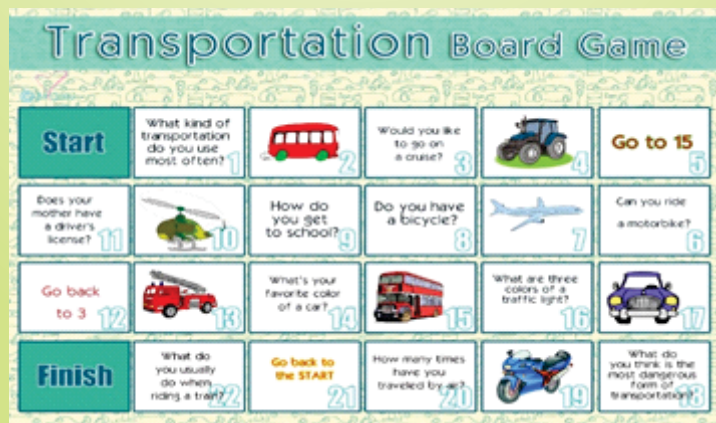 Transportation Board Game
Start
What kind of
transportation
do you use
most often?
1
2
Would you like
to go on
a cruise?
3
4
Go to 15
5
Does your
mother have
a driver's
license?
11
10
How do
you get
to school?
9
Do you have
a bicycle?
8
7
Can you ride
a motorbike?
6
Go back
to 3
12
13
What's your
favorite color
of a car?
14
15
What are three
colors of a
traffic light?
16
17
Finish
What do
you usually
do when
riding a train?
22
Go back to
the START
21
How many times
have you
traveled by air?
20
19
What do
you think is the
most dangerous
form of
transportation?
18